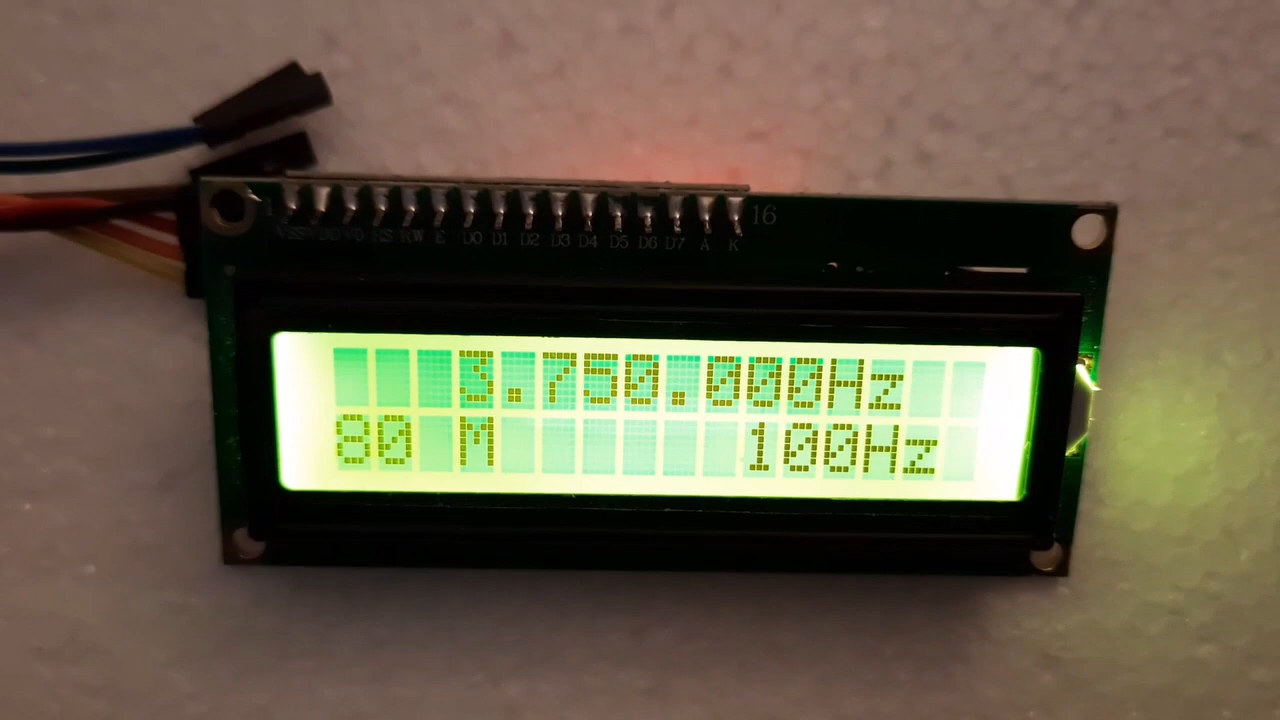 16
VSS VDD V0 RS RW E D0 D1 D2 D3 D4 D5 D6 D7 A K
3.750.000Hz
80 M 100Hz